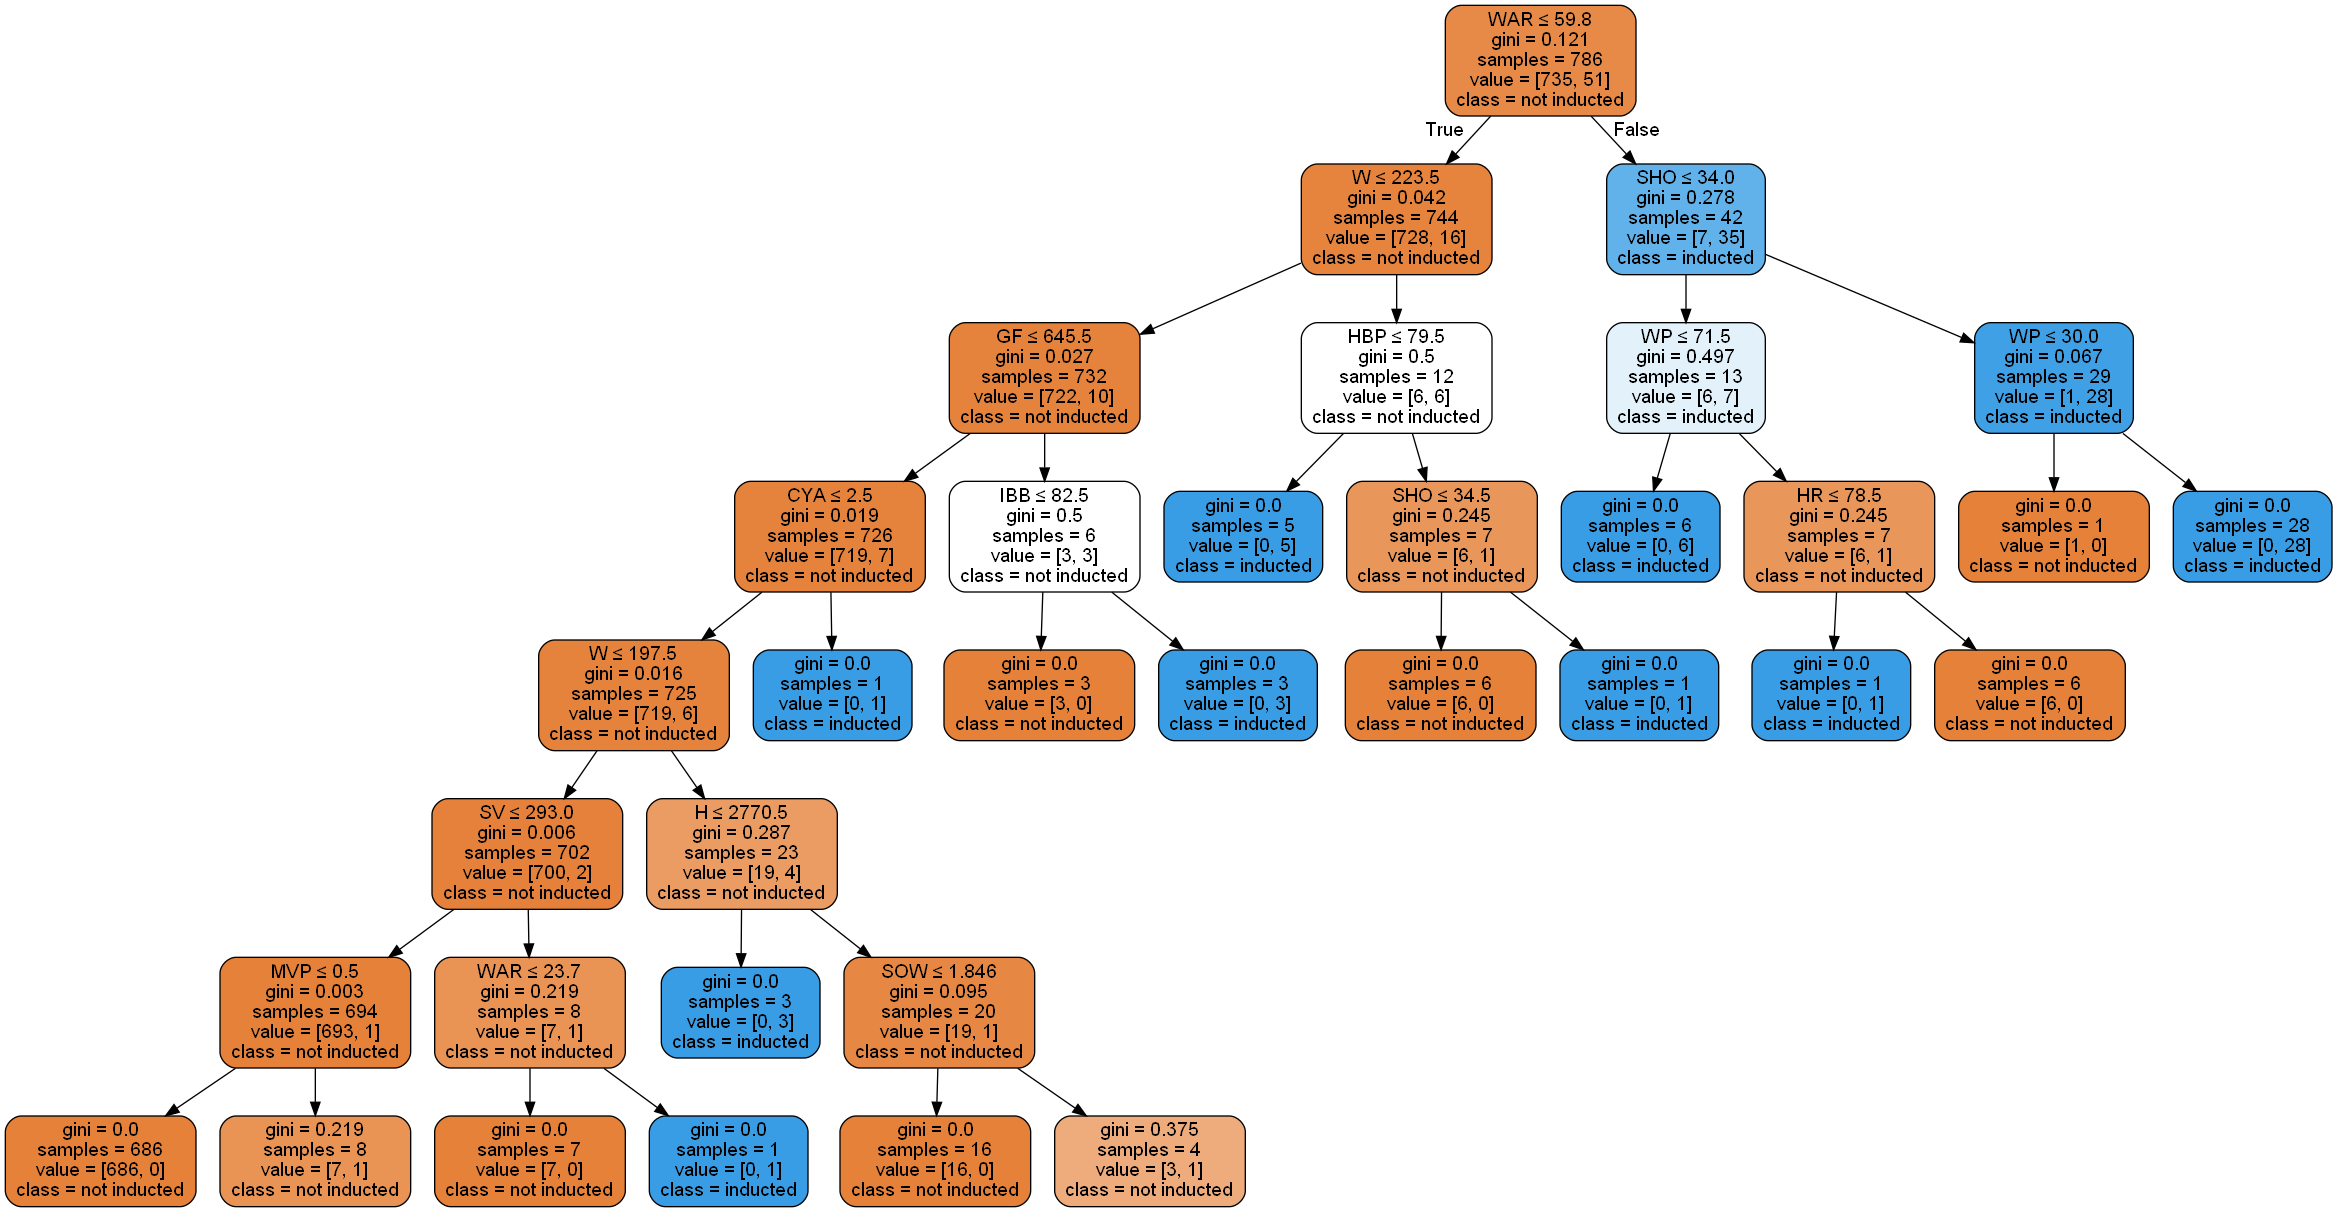 WAR ≤ 59.8
gini = 0.121
samples = 786
value = [735, 51]
class = not inducted
True
False
W ≤ 223.5
gini = 0.042
samples = 744
value = [728, 16]
class = not inducted
SHO ≤ 34.0
gini = 0.278
samples = 42
value = [7, 35]
class = inducted
GF ≤ 645.5
gini = 0.027
samples = 732
value = [722, 10]
class = not inducted
HBP ≤ 79.5
gini = 0.5
samples = 12
value = [6, 6]
class = not inducted
WP ≤ 71.5
gini = 0.497
samples = 13
value = [6, 7]
class = inducted
WP ≤ 30.0
gini = 0.067
samples = 29
value = [1, 28]
class = inducted
CYA ≤ 2.5
gini = 0.019
samples = 726
value = [719, 7]
class = not inducted
IBB ≤ 82.5
gini = 0.5
samples = 6
value = [3, 3]
class = not inducted
gini = 0.0
samples = 5
value = [0, 5]
class = inducted
SHO ≤ 34.5
gini = 0.245
samples = 7
value = [6, 1]
class = not inducted
gini = 0.0
samples = 6
value = [0, 6]
class = inducted
HR ≤ 78.5
gini = 0.245
samples = 7
value = [6, 1]
class = not inducted
gini = 0.0
samples = 1
value = [1, 0]
class = not inducted
gini = 0.0
samples = 28
value = [0, 28]
class = inducted
W ≤ 197.5
gini = 0.016
samples = 725
value = [719, 6]
class = not inducted
gini = 0.0
samples = 1
value = [0, 1]
class = inducted
gini = 0.0
samples = 3
value = [3, 0]
class = not inducted
gini = 0.0
samples = 3
value = [0, 3]
class = inducted
gini = 0.0
samples = 6
value = [6, 0]
class = not inducted
gini = 0.0
samples = 1
value = [0, 1]
class = inducted
gini = 0.0
samples = 1
value = [0, 1]
class = inducted
gini = 0.0
samples = 6
value = [6, 0]
class = not inducted
SV ≤ 293.0
gini = 0.006
samples = 702
value = [700, 2]
class = not inducted
H ≤ 2770.5
gini = 0.287
samples = 23
value = [19, 4]
class = not inducted
MVP ≤ 0.5
gini = 0.003
samples = 694
value = [693, 1]
class = not inducted
WAR ≤ 23.7
gini = 0.219
samples = 8
value = [7, 1]
class = not inducted
gini = 0.0
samples = 3
value = [0, 3]
class = inducted
SOW ≤ 1.846
gini = 0.095
samples = 20
value = [19, 1]
class = not inducted
gini = 0.0
samples = 686
value = [686, 0]
class = not inducted
gini = 0.219
samples = 8
value = [7, 1]
class = not inducted
gini = 0.0
samples = 7
value = [7, 0]
class = not inducted
gini = 0.0
samples = 1
value = [0, 1]
class = inducted
gini = 0.0
samples = 16
value = [16, 0]
class = not inducted
gini = 0.375
samples = 4
value = [3, 1]
class = not inducted